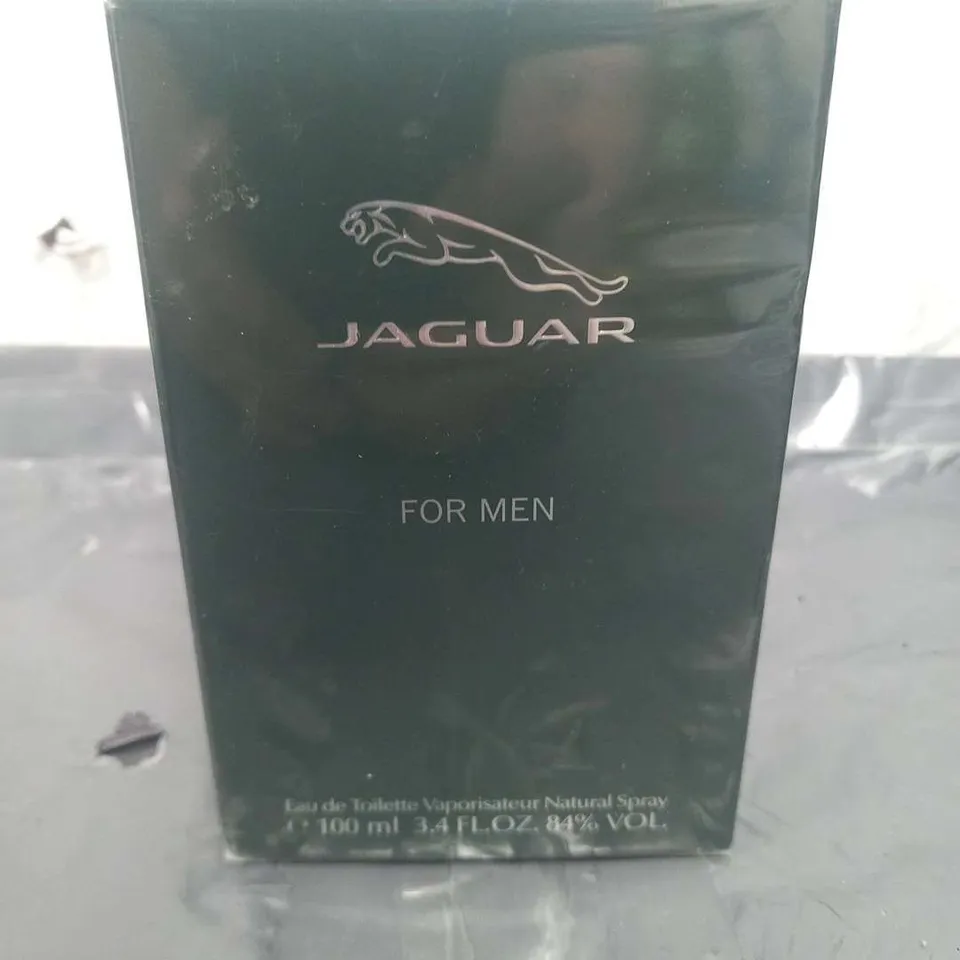 JAGUAR
FOR MEN
Eau de Toilette Vaporisateur Natural Spray
100 ml 3.4 FL.OZ. 84% VOL.